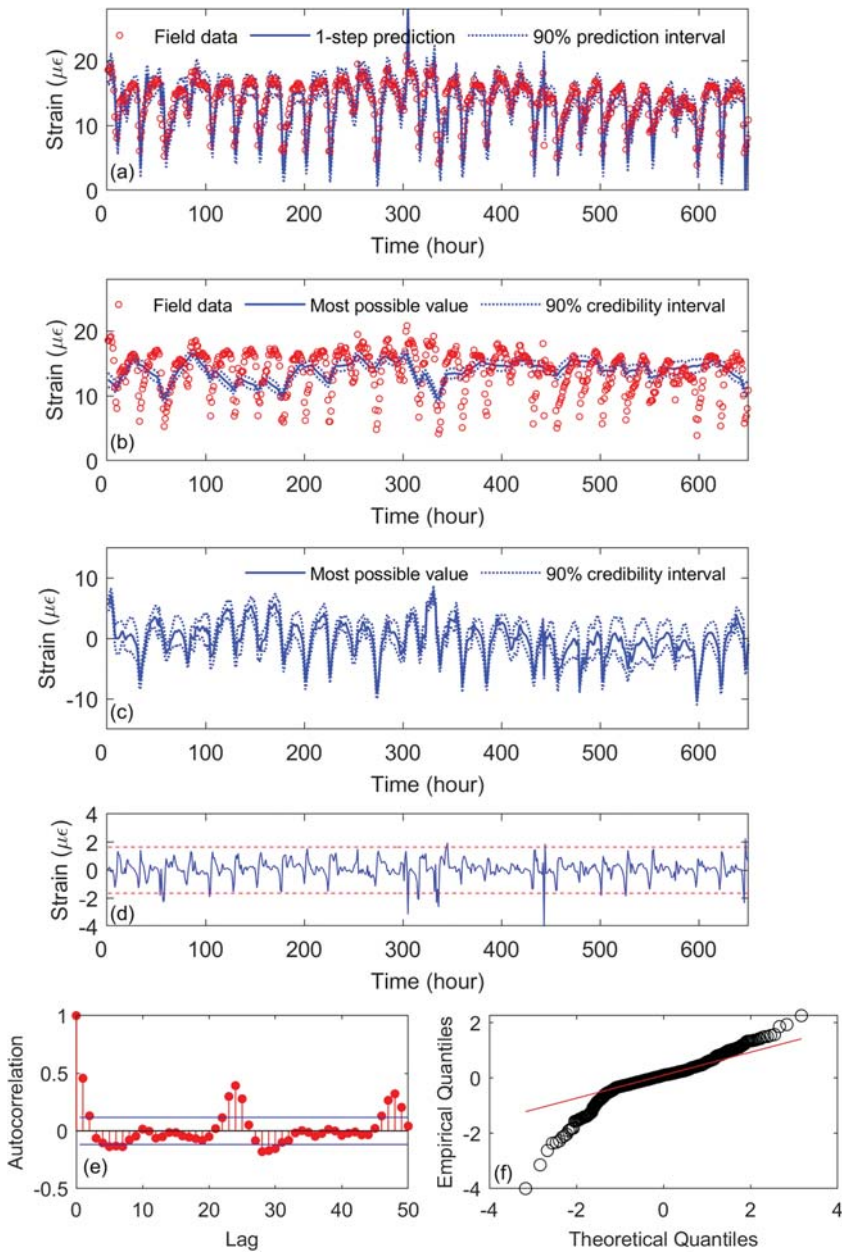 Field data 1-step prediction 90% prediction interval
20
10
0
Strain (με)
(a)
0 100 200 300 400 500 600
Time (hour)
Field data Most possible value 90% credibility interval
20
10
0
Strain (με)
(b)
0 100 200 300 400 500 600
Time (hour)
Most possible value 90% credibility interval
10
0
-10
Strain (με)
(c)
0 100 200 300 400 500 600
Time (hour)
4
2
0
-2
-4
Strain (με)
(d)
0 100 200 300 400 500 600
Time (hour)
1
0.5
0
-0.5
Autocorrelation
(e)
0 10 20 30 40 50
Lag
2
0
-2
-4
Empirical Quantiles
(f)
-4 -2 0 2 4
Theoretical Quantiles